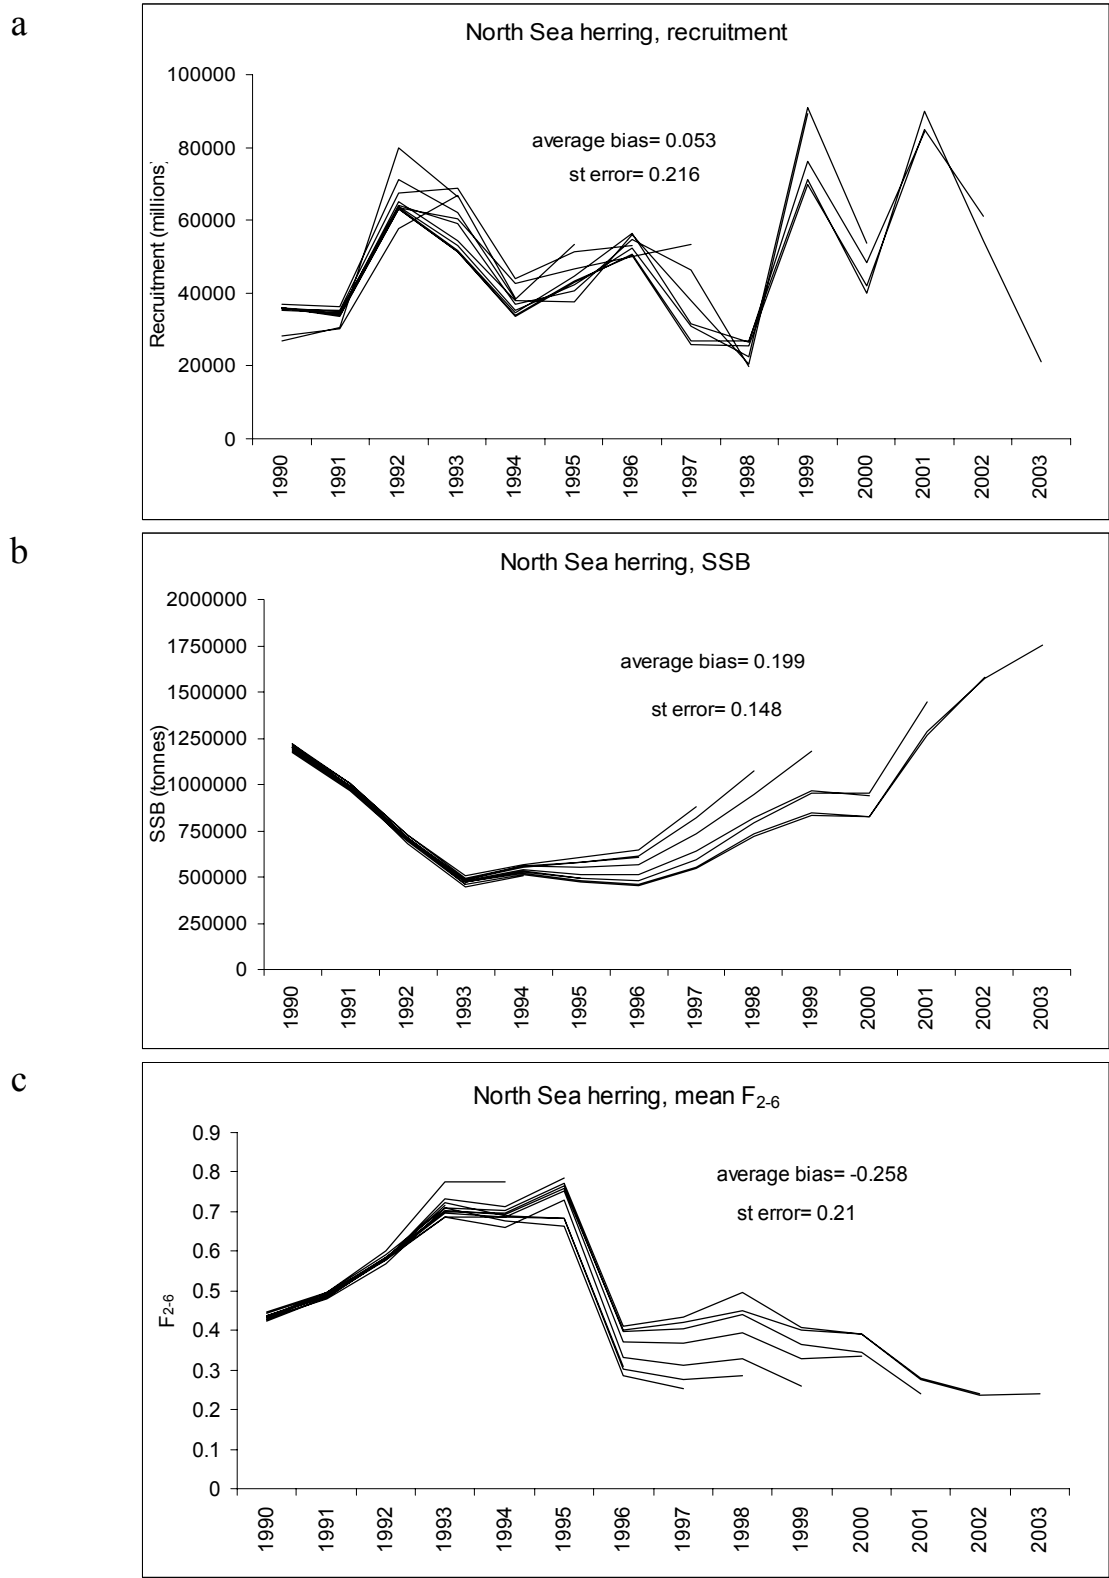 a
North Sea herring, recruitment
100000
80000
60000
40000
20000
0
Recruitment (millions)
average bias= 0.053
st error= 0.216
1990 1991 1992 1993 1994 1995 1996 1997 1998 1999 2000 2001 2002 2003
b
North Sea herring, SSB
2000000
1750000
1500000
1250000
1000000
750000
500000
250000
0
SSB (tonnes)
average bias= 0.199
st error= 0.148
1990 1991 1992 1993 1994 1995 1996 1997 1998 1999 2000 2001 2002 2003
c
North Sea herring, mean F2-6
0.9
0.8
0.7
0.6
0.5
0.4
0.3
0.2
0.1
0
F2-6
average bias= -0.258
st error= 0.21
1990 1991 1992 1993 1994 1995 1996 1997 1998 1999 2000 2001 2002 2003